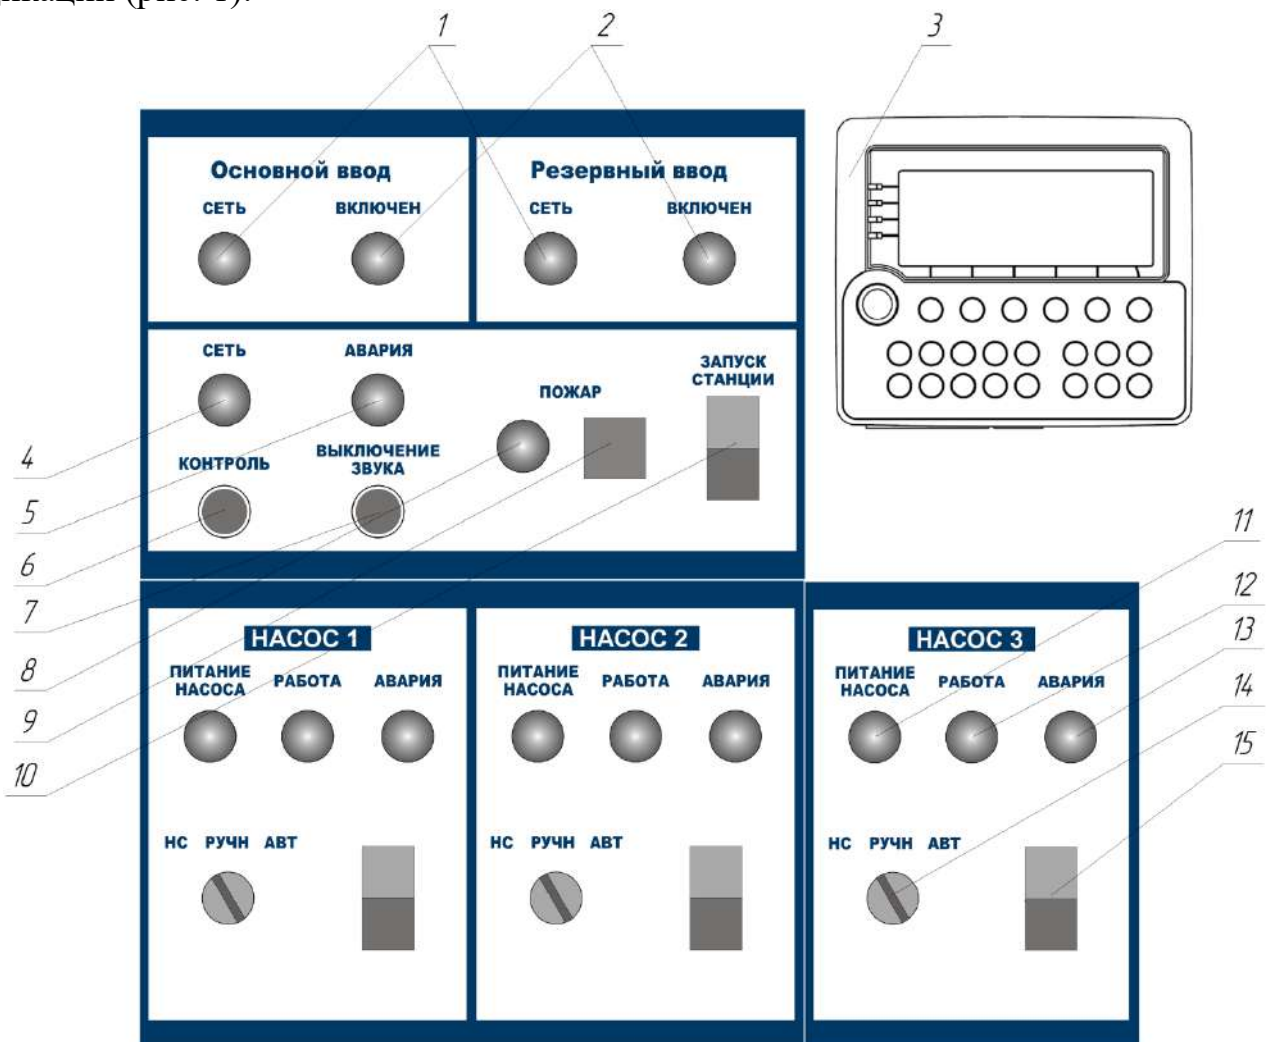 (рис. 1).
1
2
3
Основной ввод
Резервный ввод
СЕТЬ
ВКЛЮЧЕН
СЕТЬ
ВКЛЮЧЕН
СЕТЬ
АВАРИЯ
ПОЖАР
ЗАПУСК
СТАНЦИИ
КОНТРОЛЬ
ВЫКЛЮЧЕНИЕ
ЗВУКА
4
5
6
7
8
9
10
11
12
13
14
15
НАСОС 1
ПИТАНИЕ
НАСОСА
РАБОТА
АВАРИЯ
НС РУЧН АВТ
НАСОС 2
ПИТАНИЕ
НАСОСА
РАБОТА
АВАРИЯ
НС РУЧН АВТ
НАСОС 3
ПИТАНИЕ
НАСОСА
РАБОТА
АВАРИЯ
НС РУЧН АВТ